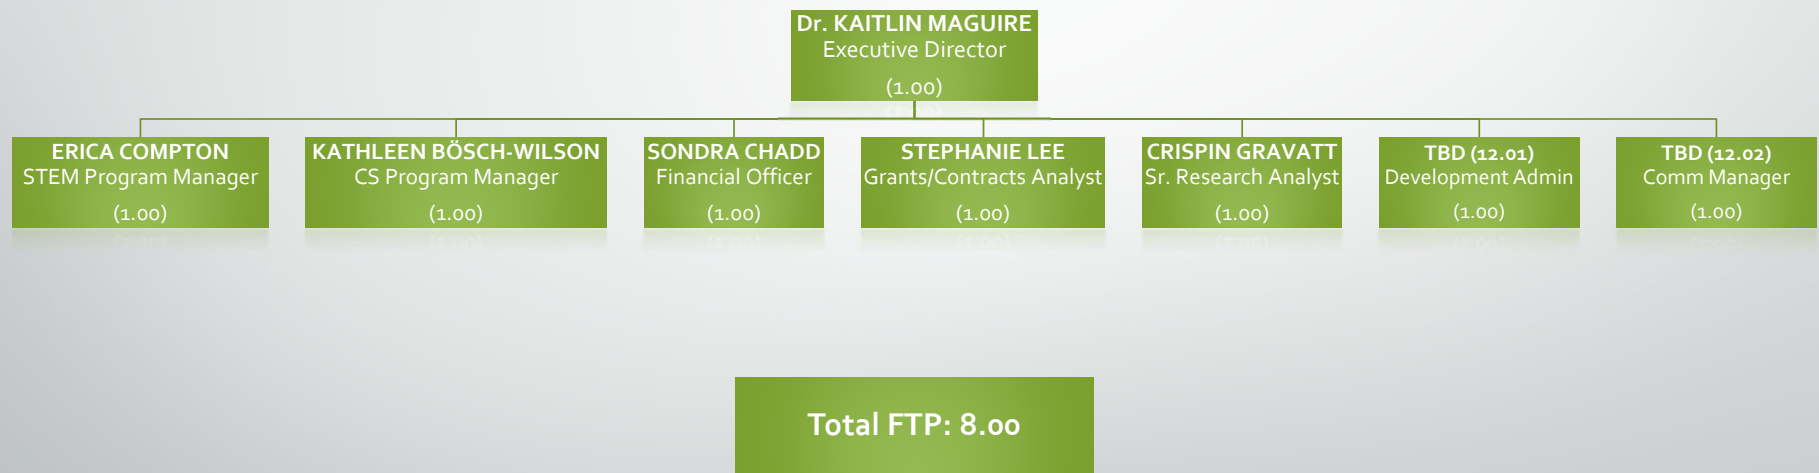 Dr. KAITLIN MAGUIRE
Executive Director
(1.00)
ERICA COMPTON
STEM Program Manager
(1.00)
KATHLEEN BÖSCH-WILSON
CS Program Manager
(1.00)
SONDRA CHADD
Financial Officer
(1.00)
STEPHANIE LEE
Grants/Contracts Analyst
(1.00)
CRISPIN GRAVATT
Sr. Research Analyst
(1.00)
TBD (12.01)
Development Admin
(1.00)
TBD (12.02)
Comm Manager
(1.00)
Total FTP: 8.00